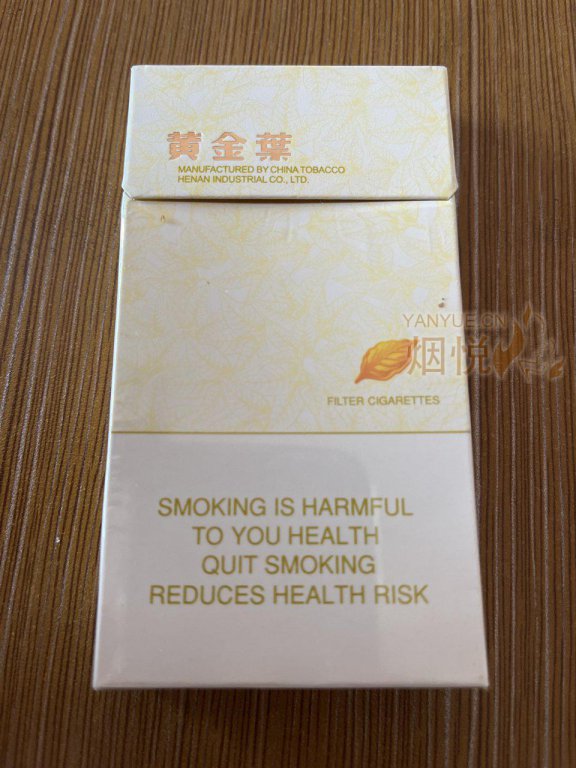 黄金葉
MANUFACTURED BY CHINA TOBACCO
HENAN INDUSTRIAL CO., LTD.
YANYUE.CN
烟悦
FILTER CIGARETTES
SMOKING IS HARMFUL
TO YOU HEALTH
QUIT SMOKING
REDUCES HEALTH RISK